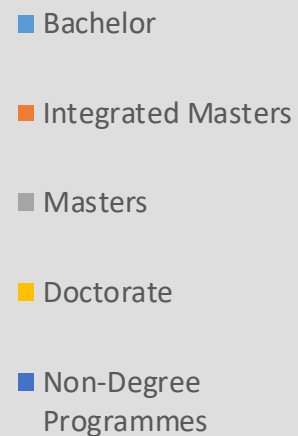 Bachelor
Integrated Masters
Masters
Doctorate
Non-Degree
Programmes